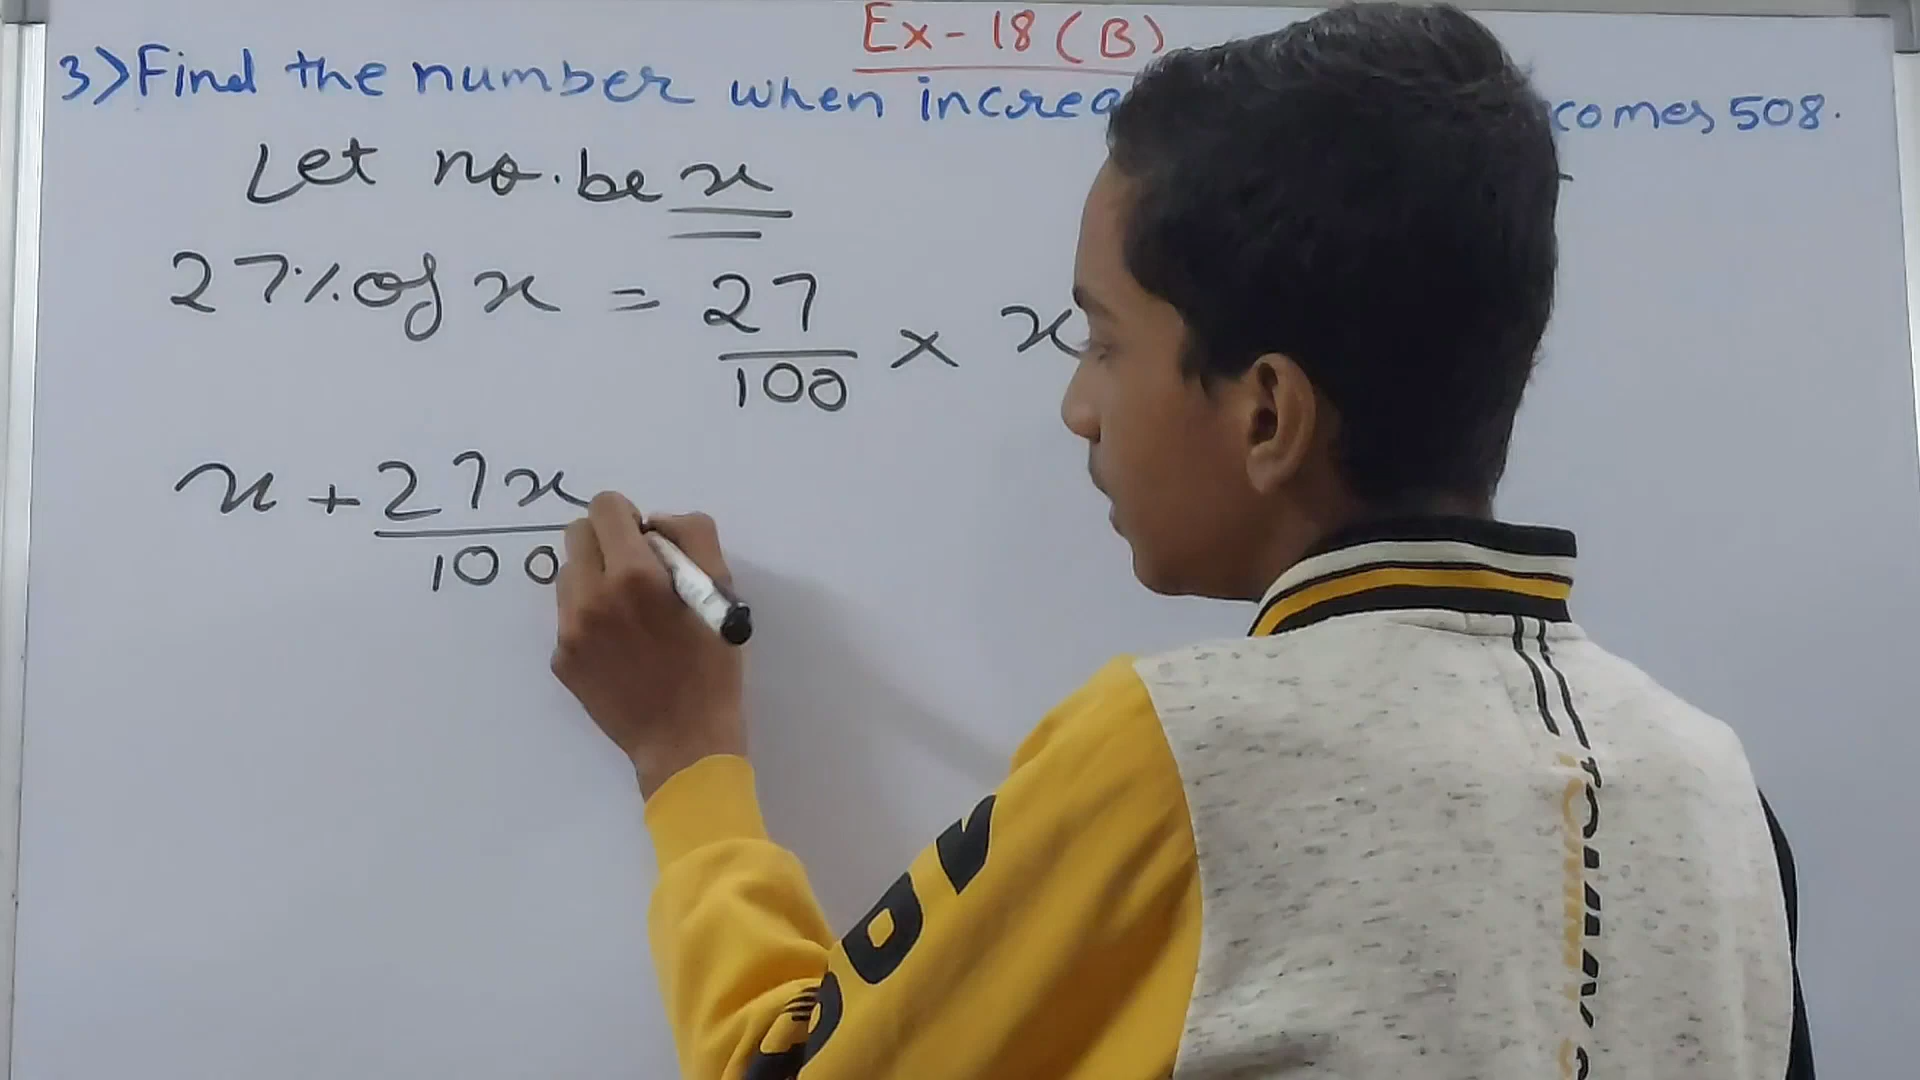 Ex-18(B)
3) Find the number when increa comes 508.
Let no. be x
27% of x = 27/100 × x
x + 27x/100